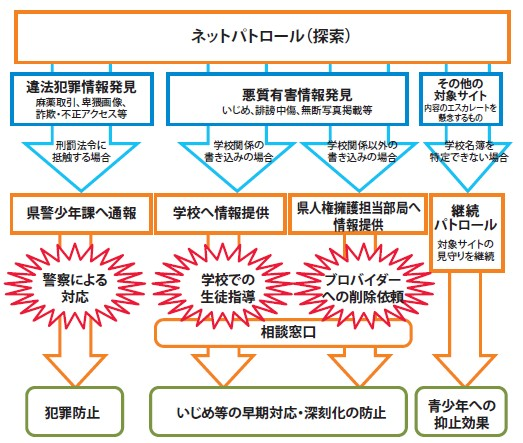 ネットパトロール（探索）
違法犯罪情報発見
麻薬取引、卑猥画像、
詐欺・不正アクセス等
悪質有害情報発見
いじめ、誹謗中傷、無断写真掲載等
その他の
対象サイト
内容のエスカレートを
懸念するもの
刑罰法令に
抵触する場合
学校関係の
書き込みの場合
学校関係以外の
書き込みの場合
学校名簿を
特定できない場合
県警少年課へ通報
学校へ情報提供
県人権擁護担当部局へ
情報提供
継続
パトロール
対象サイトの
見守りを継続
警察による
対応
学校での
生徒指導
プロバイダー
への削除依頼
相談窓口
犯罪防止
いじめ等の早期対応・深刻化の防止
青少年への
抑止効果